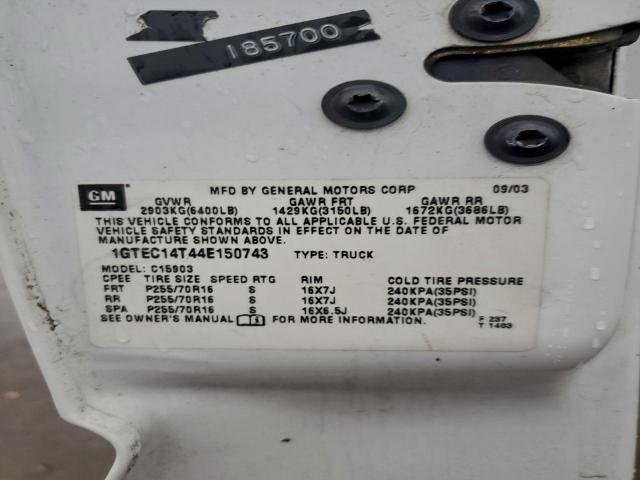 185700
GM
MFD BY GENERAL MOTORS CORP 09/03
GVWR GAWR FRT GAWR RR
2903KG(6400LB) 1429KG(3150LB) 1672KG(3686LB)
THIS VEHICLE CONFORMS TO ALL APPLICABLE U.S. FEDERAL MOTOR
VEHICLE SAFETY STANDARDS IN EFFECT ON THE DATE OF
MANUFACTURE SHOWN ABOVE.
1GTEC14T44E150743 TYPE: TRUCK
MODEL: C15903
CPEE TIRE SIZE SPEED RTG RIM COLD TIRE PRESSURE
FRT P255/70R16 S 16X7J 240KPA(35PSI)
RR P255/70R16 S 16X7J 240KPA(35PSI)
SPA P255/70R16 S 16X6.5J 240KPA(35PSI)
SEE OWNER'S MANUAL FOR MORE INFORMATION. F 237
T 1403